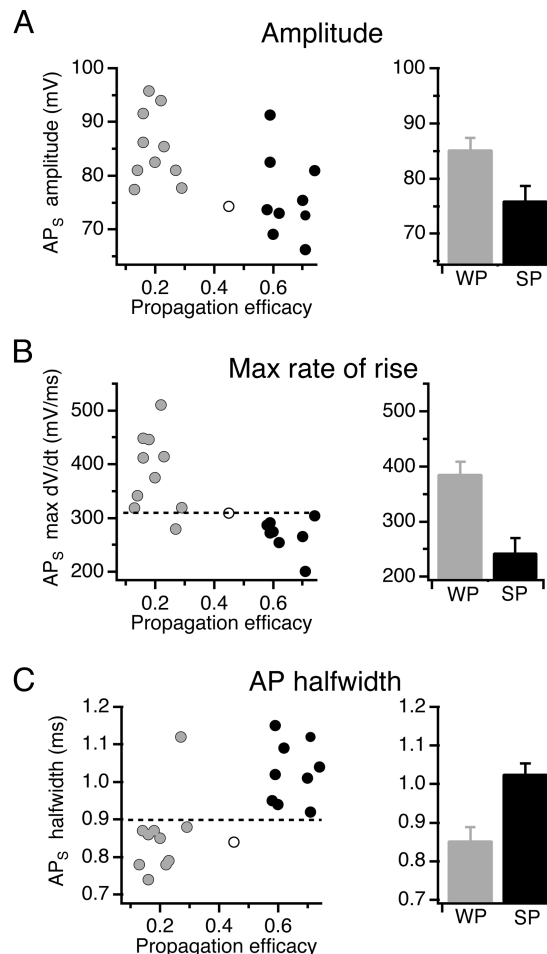 A
Amplitude
APS amplitude (mV)
100
90
80
70
0.2 0.4 0.6
Propagation efficacy
100
90
80
70
WP SP
B
Max rate of rise
APS max dV/dt (mV/ms)
500
400
300
200
0.2 0.4 0.6
Propagation efficacy
500
400
300
200
WP SP
C
AP halfwidth
APS halfwidth (ms)
1.2
1.1
1.0
0.9
0.8
0.7
0.2 0.4 0.6
Propagation efficacy
1.2
1.1
1.0
0.9
0.8
0.7
WP SP